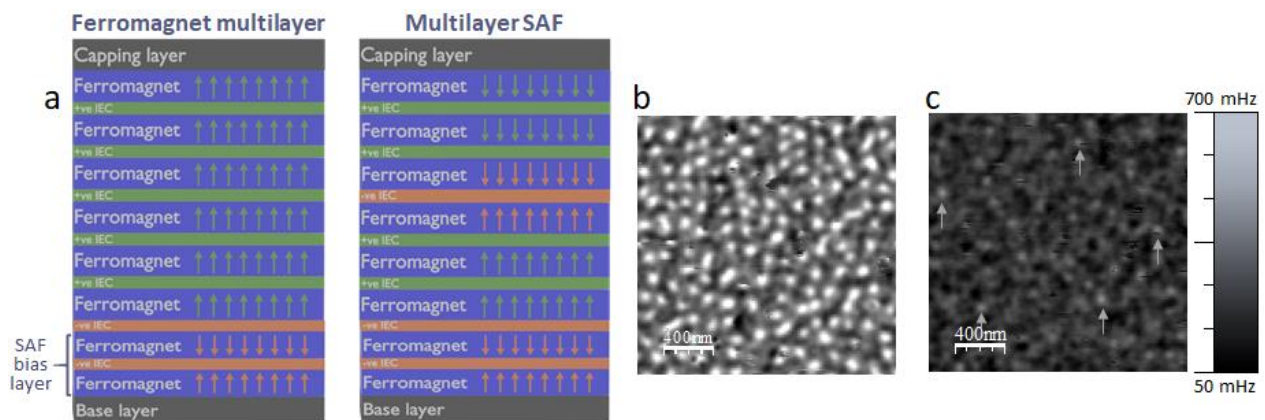 Ferromagnet multilayer
Capping layer
a
Ferromagnet
+ve IEC
Ferromagnet
+ve IEC
Ferromagnet
+ve IEC
Ferromagnet
+ve IEC
Ferromagnet
+ve IEC
Ferromagnet
-ve IEC
SAF bias layer
Ferromagnet
-ve IEC
Ferromagnet
Base layer
Multilayer SAF
Capping layer
Ferromagnet
+ve IEC
Ferromagnet
+ve IEC
Ferromagnet
-ve IEC
Ferromagnet
+ve IEC
Ferromagnet
+ve IEC
Ferromagnet
-ve IEC
Ferromagnet
-ve IEC
Ferromagnet
Base layer
b
400nm
c
400nm
700 mHz
50 mHz